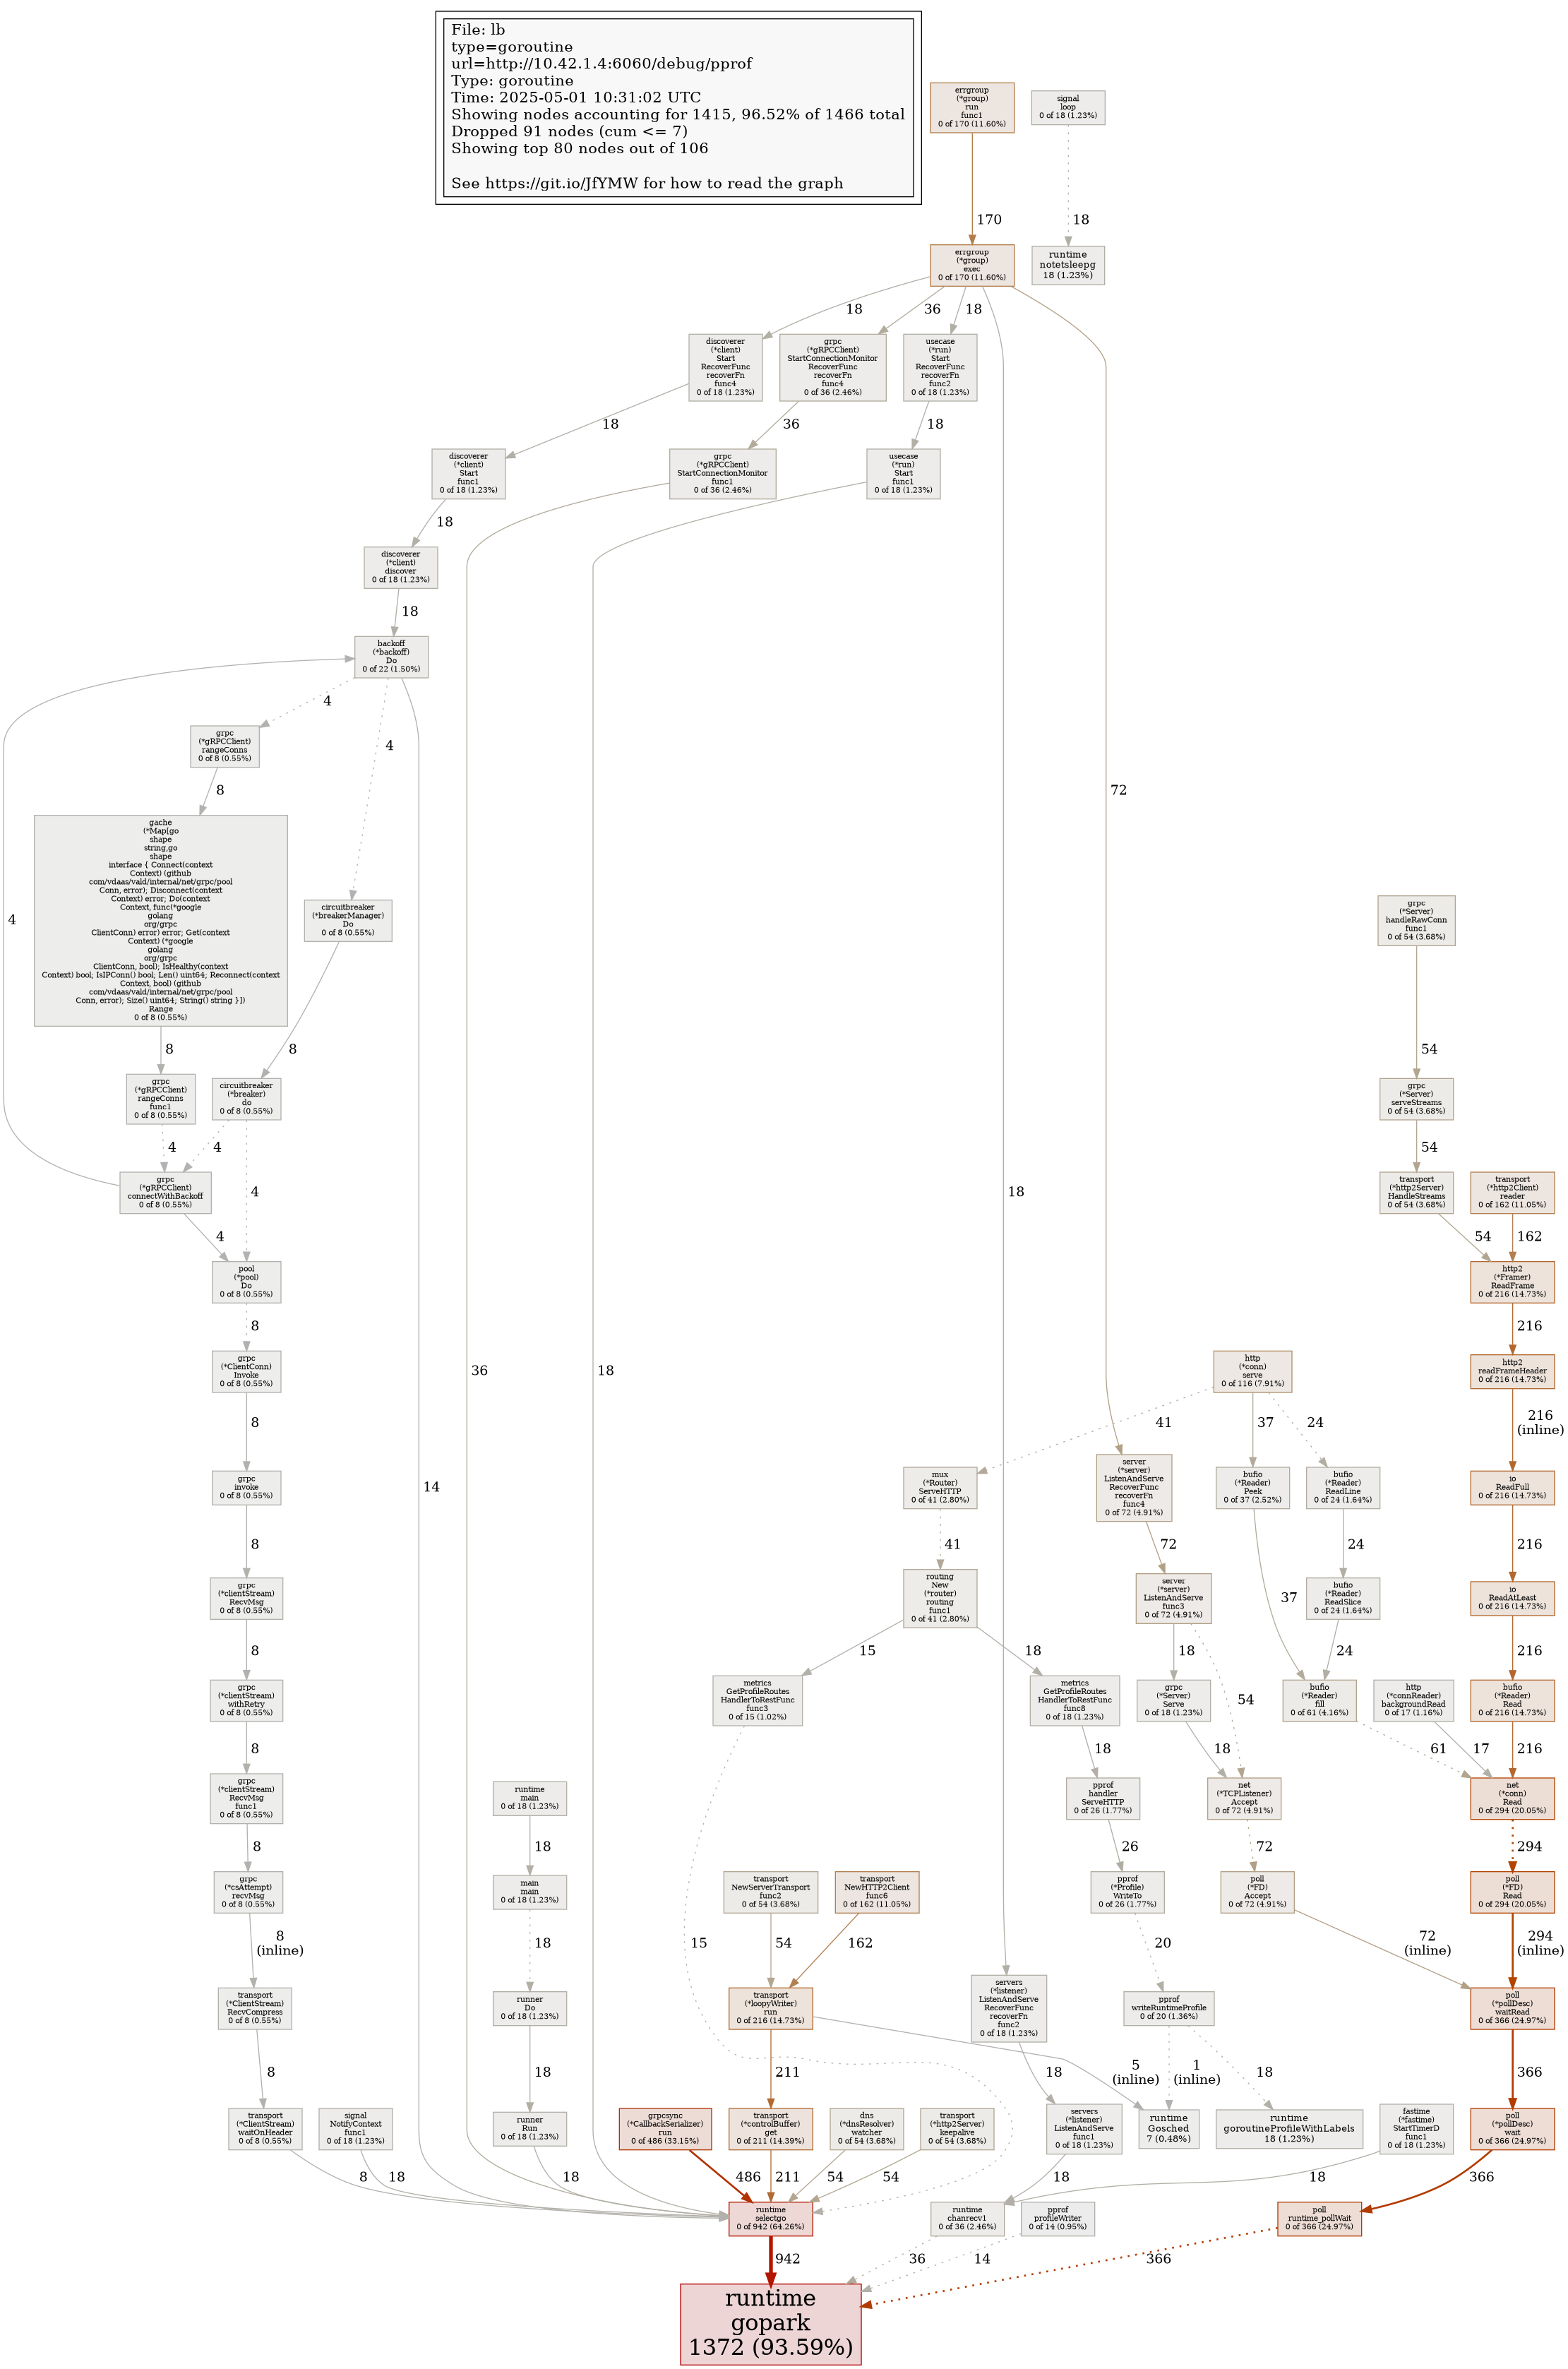 File: lb
type=goroutine
url=http://10.42.1.4:6060/debug/pprof
Type: goroutine
Time: 2025-05-01 10:31:02 UTC
Showing nodes accounting for 1415, 96.52% of 1466 total
Dropped 91 nodes (cum <= 7)
Showing top 80 nodes out of 106
See https://git.io/JfYMW for how to read the graph
errgroup
(*group)
run
func1
0 of 170 (11.60%)
signal
loop
0 of 18 (1.23%)
170
18
errgroup
(*group)
exec
0 of 170 (11.60%)
runtime
notetsleepg
18 (1.23%)
18
36
18
discoverer
(*client)
Start
RecoverFunc
recoverFn
func4
0 of 18 (1.23%)
grpc
(*gRPCClient)
StartConnectionMonitor
RecoverFunc
recoverFn
func4
0 of 36 (2.46%)
usecase
(*run)
Start
RecoverFunc
recoverFn
func2
0 of 18 (1.23%)
18
36
18
discoverer
(*client)
Start
func1
0 of 18 (1.23%)
grpc
(*gRPCClient)
StartConnectionMonitor
func1
0 of 36 (2.46%)
usecase
(*run)
Start
func1
0 of 18 (1.23%)
18
discoverer
(*client)
discover
0 of 18 (1.23%)
18
backoff
(*backoff)
Do
0 of 22 (1.50%)
4
4
grpc
(*gRPCClient)
rangeConns
0 of 8 (0.55%)
8
72
gache
(*Map[go
shape
string,go
shape
interface { Connect(context
Context) (github
com/vdaas/vald/internal/net/grpc/pool
Conn, error); Disconnect(context
Context) error; Do(context
Context, func(*google
golang
org/grpc
ClientConn) error) error; Get(context
Context) (*google
golang
org/grpc
ClientConn, bool); IsHealthy(context
Context) bool; IsIPConn() bool; Len() uint64; Reconnect(context
Context, bool) (github
com/vdaas/vald/internal/net/grpc/pool
Conn, error); Size() uint64; String() string }])
Range
0 of 8 (0.55%)
4
circuitbreaker
(*breakerManager)
Do
0 of 8 (0.55%)
grpc
(*Server)
handleRawConn
func1
0 of 54 (3.68%)
8
8
54
grpc
(*gRPCClient)
rangeConns
func1
0 of 8 (0.55%)
circuitbreaker
(*breaker)
do
0 of 8 (0.55%)
grpc
(*Server)
serveStreams
0 of 54 (3.68%)
4
4
54
grpc
(*gRPCClient)
connectWithBackoff
0 of 8 (0.55%)
4
18
transport
(*http2Server)
HandleStreams
0 of 54 (3.68%)
transport
(*http2Client)
reader
0 of 162 (11.05%)
4
54
162
pool
(*pool)
Do
0 of 8 (0.55%)
http2
(*Framer)
ReadFrame
0 of 216 (14.73%)
8
216
grpc
(*ClientConn)
Invoke
0 of 8 (0.55%)
36
18
http
(*conn)
serve
0 of 116 (7.91%)
http2
readFrameHeader
0 of 216 (14.73%)
8
41
37
24
216
(inline)
grpc
invoke
0 of 8 (0.55%)
14
mux
(*Router)
ServeHTTP
0 of 41 (2.80%)
server
(*server)
ListenAndServe
RecoverFunc
recoverFn
func4
0 of 72 (4.91%)
bufio
(*Reader)
Peek
0 of 37 (2.52%)
bufio
(*Reader)
ReadLine
0 of 24 (1.64%)
io
ReadFull
0 of 216 (14.73%)
8
41
72
24
216
grpc
(*clientStream)
RecvMsg
0 of 8 (0.55%)
routing
New
(*router)
routing
func1
0 of 41 (2.80%)
server
(*server)
ListenAndServe
func3
0 of 72 (4.91%)
37
bufio
(*Reader)
ReadSlice
0 of 24 (1.64%)
io
ReadAtLeast
0 of 216 (14.73%)
8
15
18
18
24
216
grpc
(*clientStream)
withRetry
0 of 8 (0.55%)
metrics
GetProfileRoutes
HandlerToRestFunc
func3
0 of 15 (1.02%)
metrics
GetProfileRoutes
HandlerToRestFunc
func8
0 of 18 (1.23%)
grpc
(*Server)
Serve
0 of 18 (1.23%)
54
bufio
(*Reader)
fill
0 of 61 (4.16%)
http
(*connReader)
backgroundRead
0 of 17 (1.16%)
bufio
(*Reader)
Read
0 of 216 (14.73%)
8
18
18
61
17
216
grpc
(*clientStream)
RecvMsg
func1
0 of 8 (0.55%)
runtime
main
0 of 18 (1.23%)
pprof
handler
ServeHTTP
0 of 26 (1.77%)
net
(*TCPListener)
Accept
0 of 72 (4.91%)
net
(*conn)
Read
0 of 294 (20.05%)
8
18
26
72
294
grpc
(*csAttempt)
recvMsg
0 of 8 (0.55%)
main
main
0 of 18 (1.23%)
transport
NewServerTransport
func2
0 of 54 (3.68%)
transport
NewHTTP2Client
func6
0 of 162 (11.05%)
pprof
(*Profile)
WriteTo
0 of 26 (1.77%)
poll
(*FD)
Accept
0 of 72 (4.91%)
poll
(*FD)
Read
0 of 294 (20.05%)
8
(inline)
18
15
54
162
20
72
(inline)
294
(inline)
transport
(*ClientStream)
RecvCompress
0 of 8 (0.55%)
runner
Do
0 of 18 (1.23%)
transport
(*loopyWriter)
run
0 of 216 (14.73%)
servers
(*listener)
ListenAndServe
RecoverFunc
recoverFn
func2
0 of 18 (1.23%)
pprof
writeRuntimeProfile
0 of 20 (1.36%)
poll
(*pollDesc)
waitRead
0 of 366 (24.97%)
8
18
211
18
5
(inline)
1
(inline)
18
366
transport
(*ClientStream)
waitOnHeader
0 of 8 (0.55%)
signal
NotifyContext
func1
0 of 18 (1.23%)
runner
Run
0 of 18 (1.23%)
grpcsync
(*CallbackSerializer)
run
0 of 486 (33.15%)
transport
(*controlBuffer)
get
0 of 211 (14.39%)
dns
(*dnsResolver)
watcher
0 of 54 (3.68%)
transport
(*http2Server)
keepalive
0 of 54 (3.68%)
servers
(*listener)
ListenAndServe
func1
0 of 18 (1.23%)
runtime
Gosched
7 (0.48%)
runtime
goroutineProfileWithLabels
18 (1.23%)
fastime
(*fastime)
StartTimerD
func1
0 of 18 (1.23%)
poll
(*pollDesc)
wait
0 of 366 (24.97%)
8
18
18
486
211
54
54
18
18
366
runtime
selectgo
0 of 942 (64.26%)
runtime
chanrecv1
0 of 36 (2.46%)
pprof
profileWriter
0 of 14 (0.95%)
poll
runtime_pollWait
0 of 366 (24.97%)
942
36
14
366
runtime
gopark
1372 (93.59%)